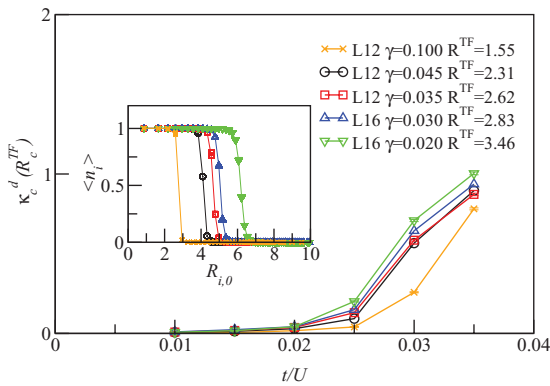 2
L12 γ=0.100 R^TF=1.55
L12 γ=0.045 R^TF=2.31
L12 γ=0.035 R^TF=2.62
L16 γ=0.030 R^TF=2.83
L16 γ=0.020 R^TF=3.46
κ_c^d (R_c^TF)
1
<n_i>
1
0.5
0
0 2 4 6 8 10
R_i,0
0
0 0.01 0.02 0.03 0.04
t/U